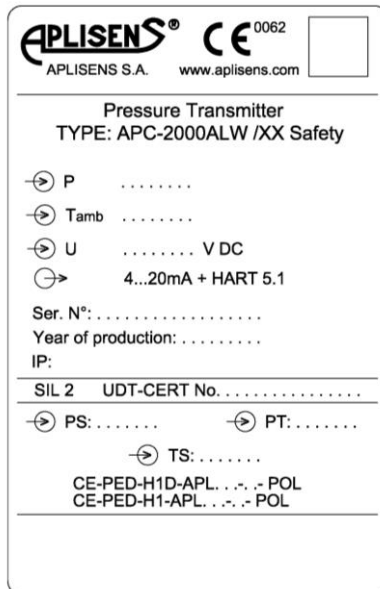 APLISENS® CE 0062
APLISENS S.A. www.aplisens.com
Pressure Transmitter
TYPE: APC-2000ALW /XX Safety
P ........
Tamb ........
U ........ V DC
4...20mA + HART 5.1
Ser. N°: ..................
Year of production: .........
IP:
SIL 2 UDT-CERT No. ...............
PS: ....... PT: .......
TS: .......
CE-PED-H1D-APL. . .-. .- POL
CE-PED-H1-APL. . .-. .- POL